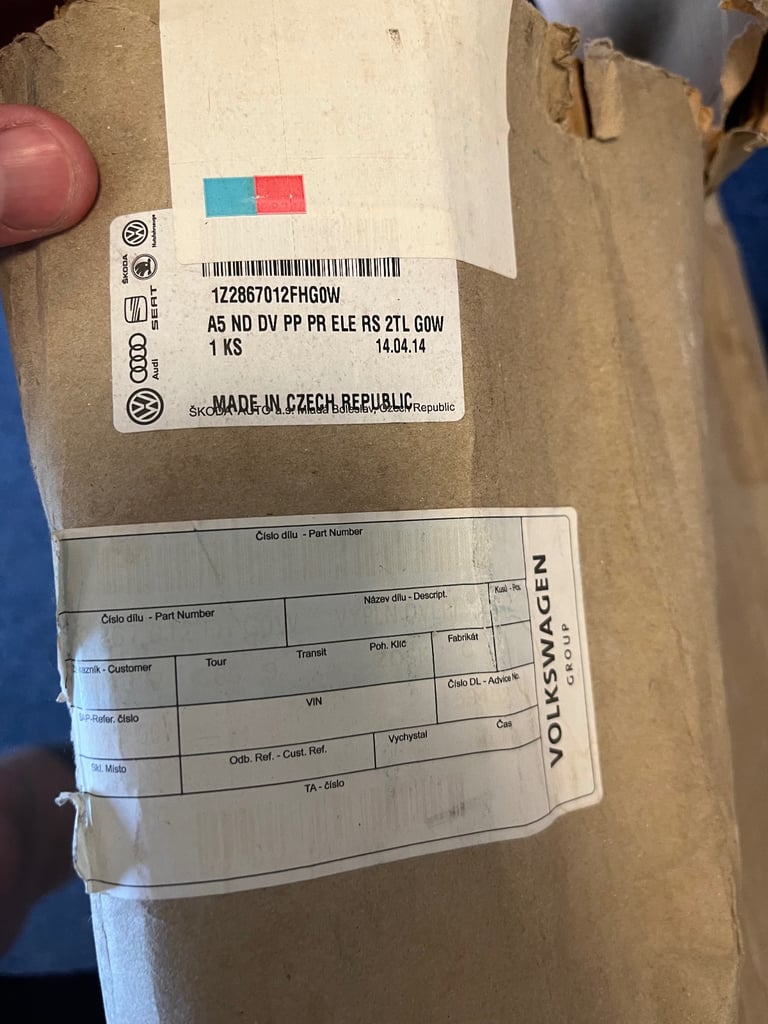 1Z2867012FHG0W
A5 ND DV PP PR ELE RS 2TL G0W
1 KS 14.04.14
MADE IN CZECH REPUBLIC
ŠKODA AUTO a.s. Mladá Boleslav, Czech Republic
ŠKODA
SEAT
Audi
Číslo dílu - Part Number
Číslo dílu - Part Number
Název dílu - Descript.
Kusů - Pcs.
Customer
Tour
Transit
Poh. Klíč
Fabrikát
Refer. číslo
VIN
Číslo DL - Advice No.
Skl. Místo
Odb. Ref. - Cust. Ref.
Vychystal
Čas
TA - číslo
VOLKSWAGEN
GROUP